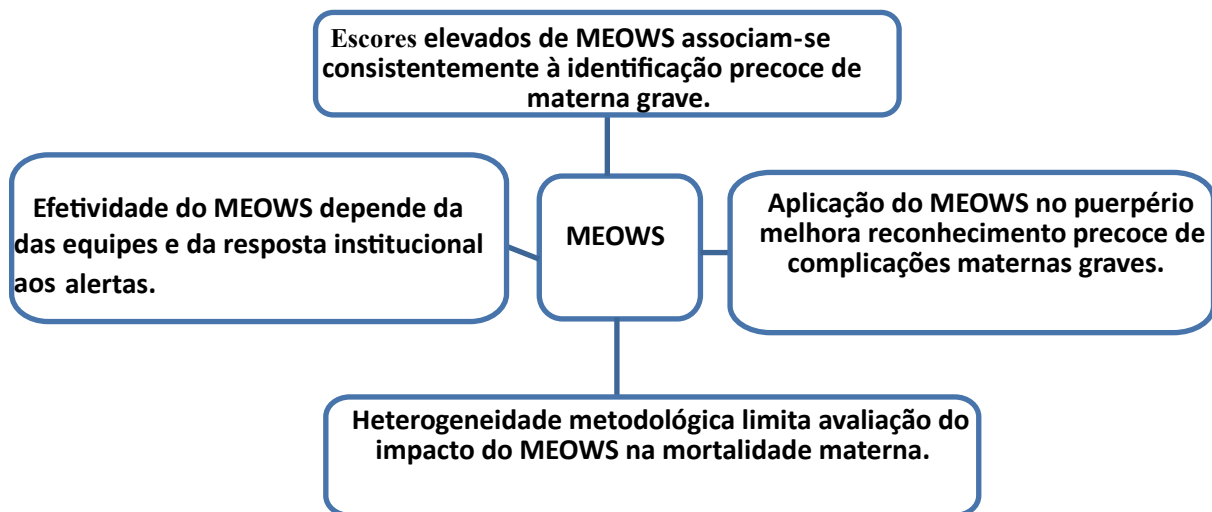 Escores elevados de MEOWS associam-se
consistentemente à identificação precoce de
materna grave.
Efetividade do MEOWS depende da
das equipes e da resposta institucional
aos alertas.
MEOWS
Aplicação do MEOWS no puerpério
melhora reconhecimento precoce de
complicações maternas graves.
Heterogeneidade metodológica limita avaliação do
impacto do MEOWS na mortalidade materna.